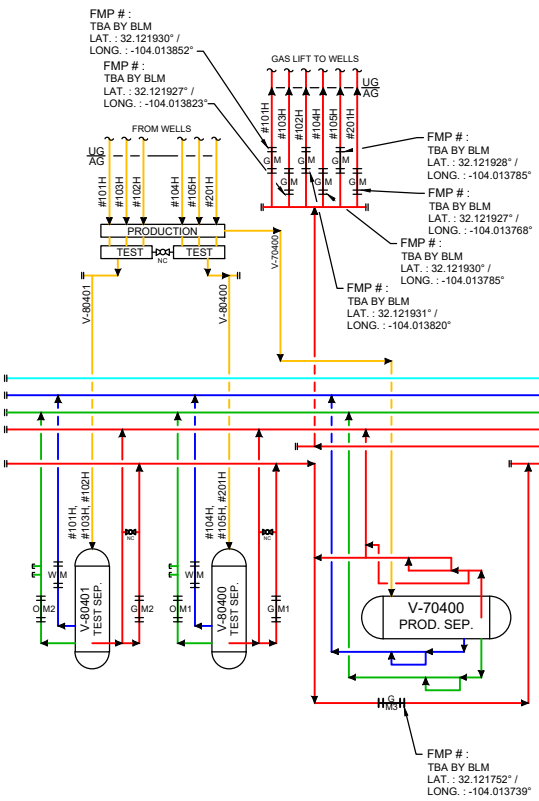 FMP # :
TBA BY BLM
LAT. : 32.121930° /
LONG. : -104.013852°
FMP # :
TBA BY BLM
LAT. : 32.121927° /
LONG. : -104.013823°
GAS LIFT TO WELLS
UG
AG
#101H
#103H
#102H
#104H
#105H
#201H
G M
G M
G M
G M
G M
G M
FROM WELLS
UG
AG
#101H
#103H
#102H
#104H
#105H
#201H
PRODUCTION
TEST
NC
TEST
V-80401
V-80400
V-70400
FMP # :
TBA BY BLM
LAT. : 32.121928° /
LONG. : -104.013785°
FMP # :
TBA BY BLM
LAT. : 32.121927° /
LONG. : -104.013768°
FMP # :
TBA BY BLM
LAT. : 32.121930° /
LONG. : -104.013785°
FMP # :
TBA BY BLM
LAT. : 32.121931° /
LONG. : -104.013820°
#101H,
#103H, #102H
#104H,
#105H, #201H
NC
NC
W M
O M2
V-80401
TEST SEP.
G M2
W M
O M1
V-80400
TEST SEP.
G M1
V-70400
PROD. SEP.
G
M3
FMP # :
TBA BY BLM
LAT. : 32.121752° /
LONG. : -104.013739°